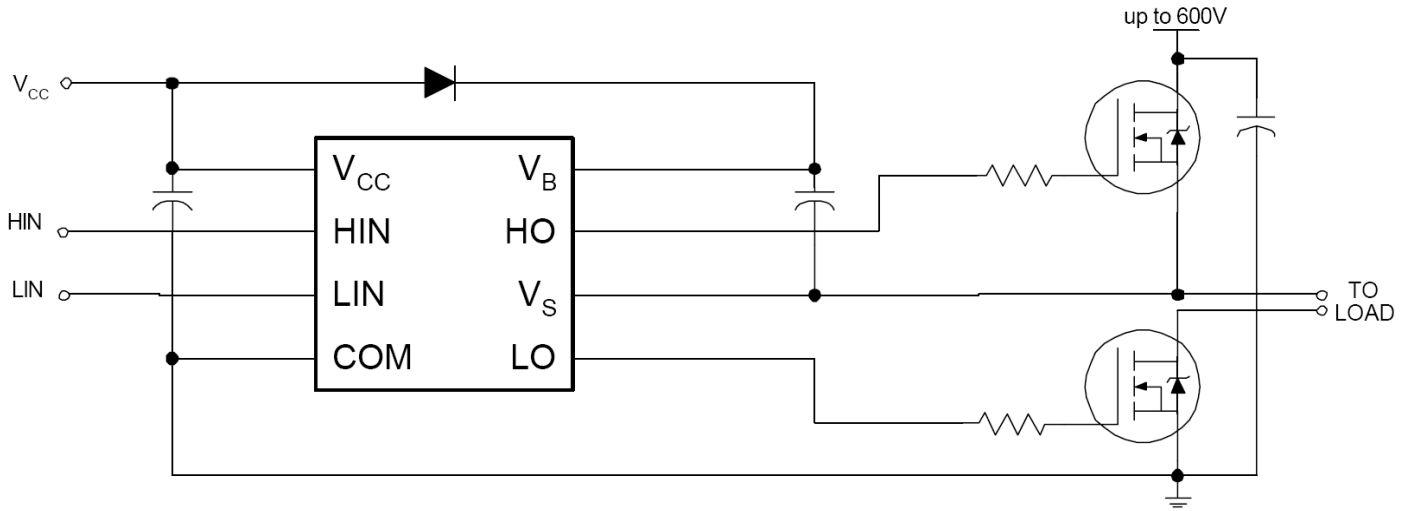 up to 600V
VCC
HIN
LIN
VCC
HIN
LIN
COM
VB
HO
VS
LO
TO
LOAD